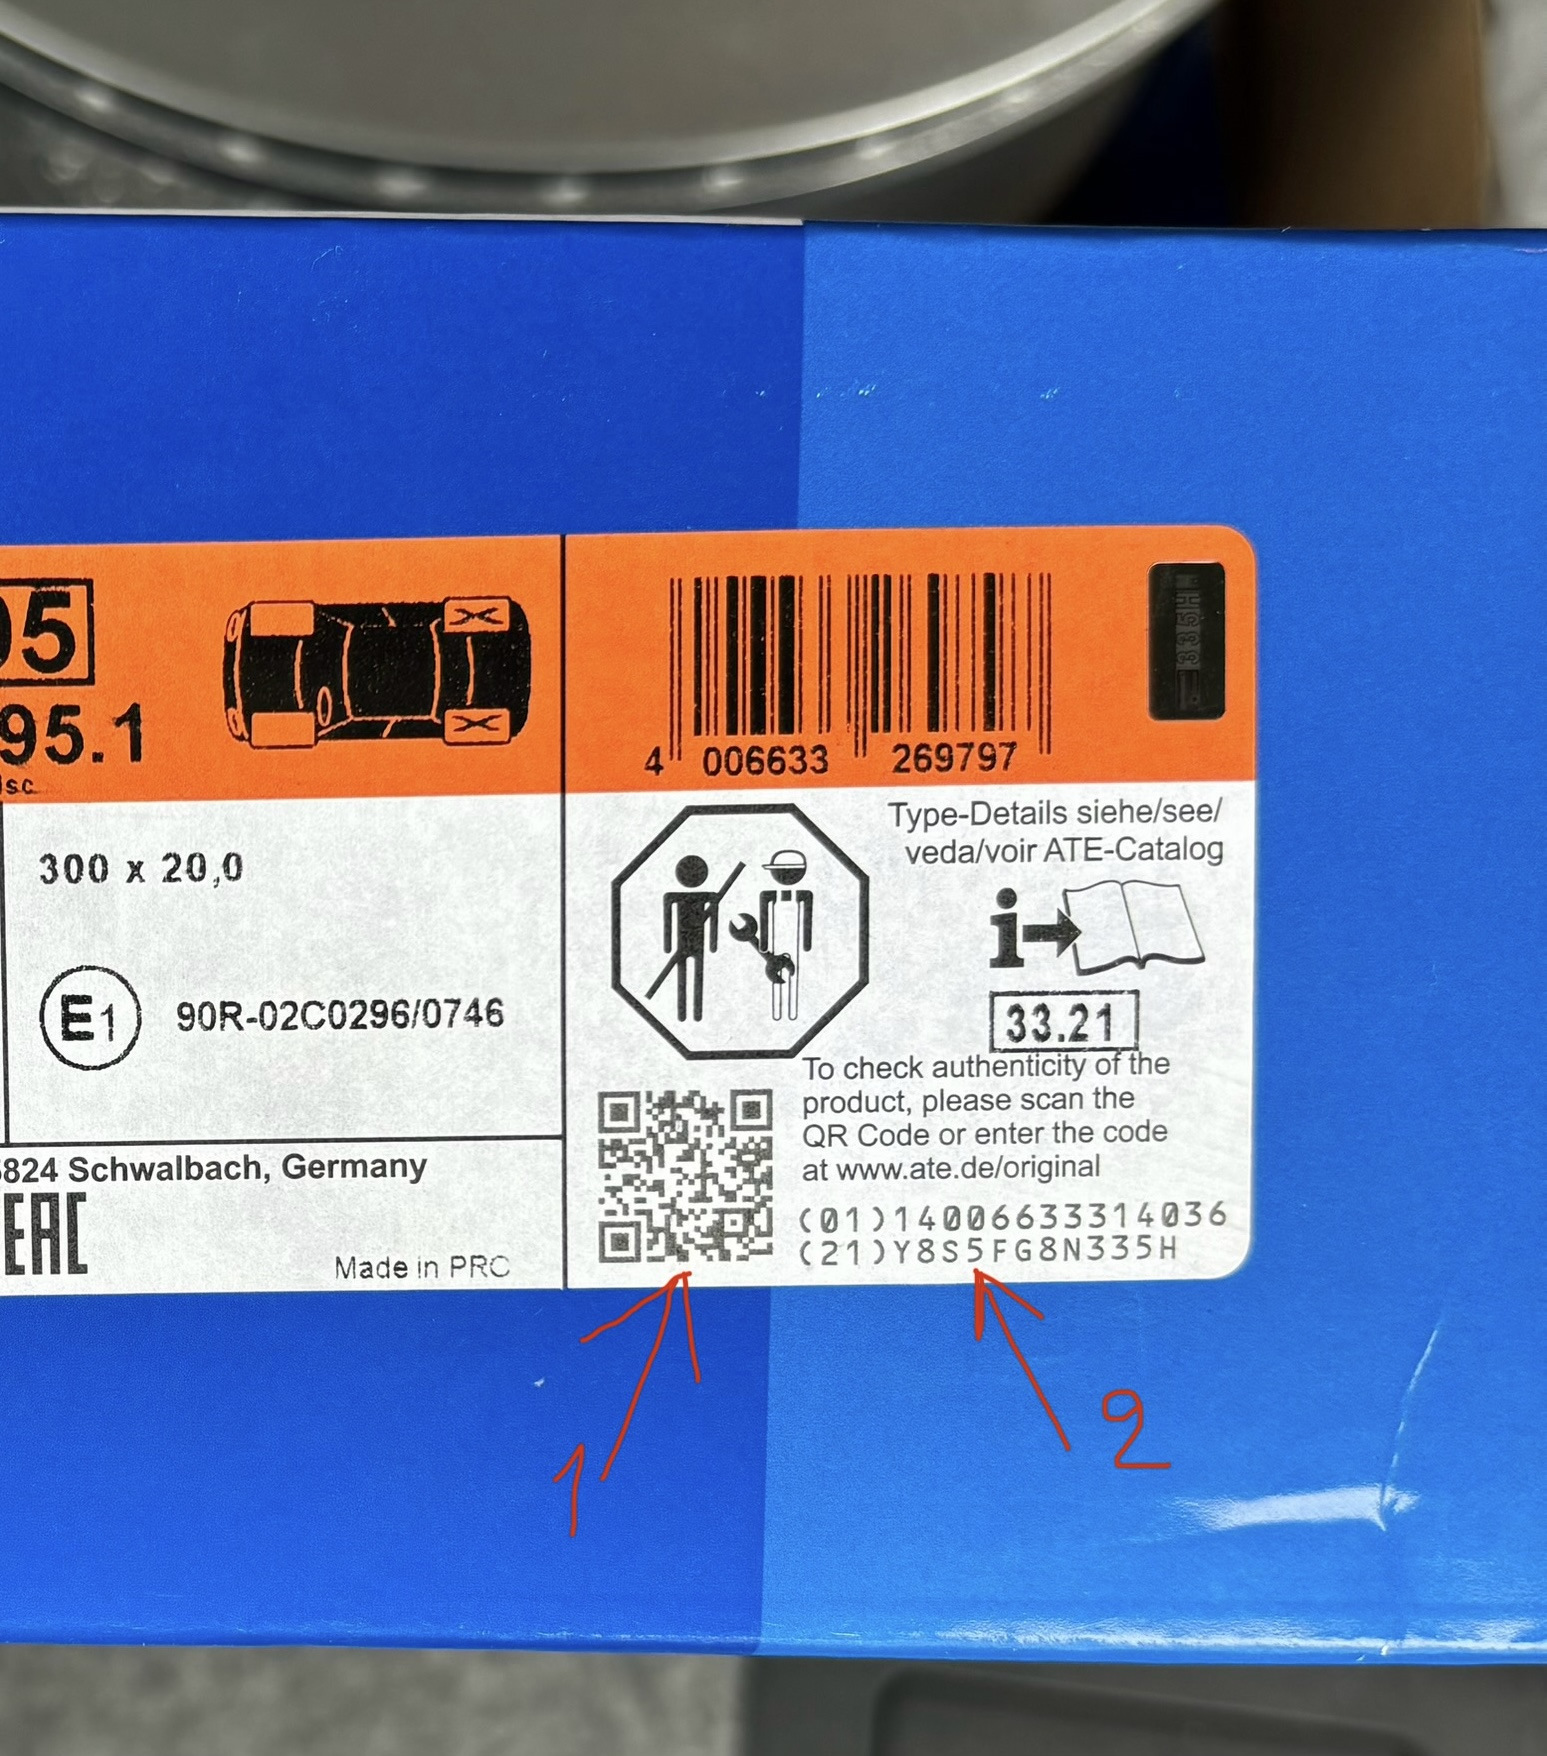 05
95.1
isc
4 006633 269797
335H
300 x 20,0
E1 90R-02C0296/0746
Type-Details siehe/see/
veda/voir ATE-Catalog
i
33.21
To check authenticity of the
product, please scan the
QR Code or enter the code
at www.ate.de/original
(01)14006633314036
(21)Y8S5FG8N335H
5824 Schwalbach, Germany
EAC
Made in PRC
1
2